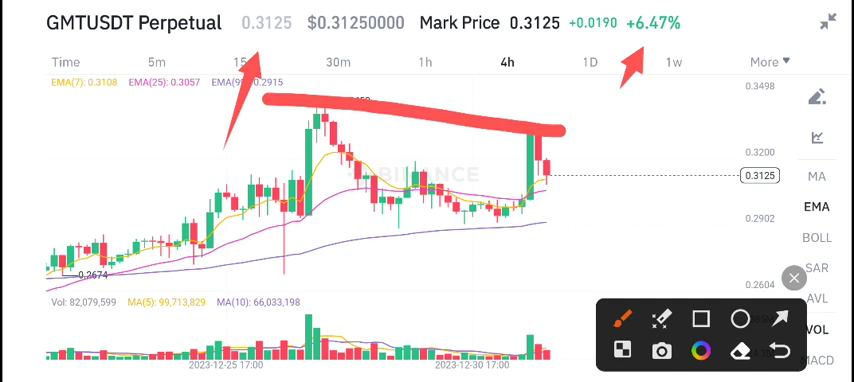 GMTUSDT Perpetual 0.3125 $0.31250000 Mark Price 0.3125 +0.0190 +6.47%
Time 5m 15 30m 1h 4h 1D 1w More
EMA(7): 0.3108 EMA(25): 0.3057 EMA(99 0.2915
0.3498
0.3200
BINANCE
0.3125
MA
EMA
0.2902
BOLL
0.2674
SAR
0.2604
AVL
Vol: 82,079,599 MA(5): 99,713,829 MA(10): 66,033,198
VOL
MACD
2023-12-25 17:00 2023-12-30 17:00